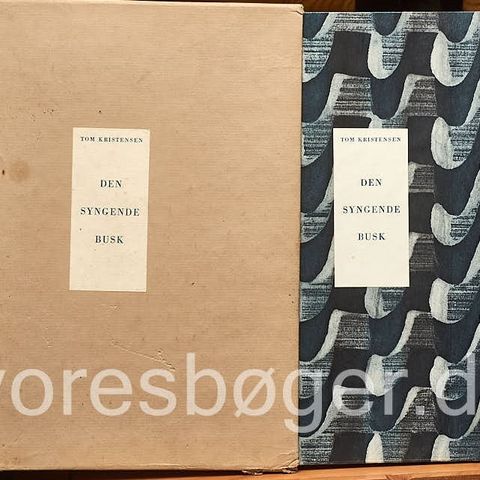 TOM KRISTENSEN
DEN
SYNGENDE
BUSK
TOM KRISTENSEN
DEN
SYNGENDE
BUSK
voresbøger.d